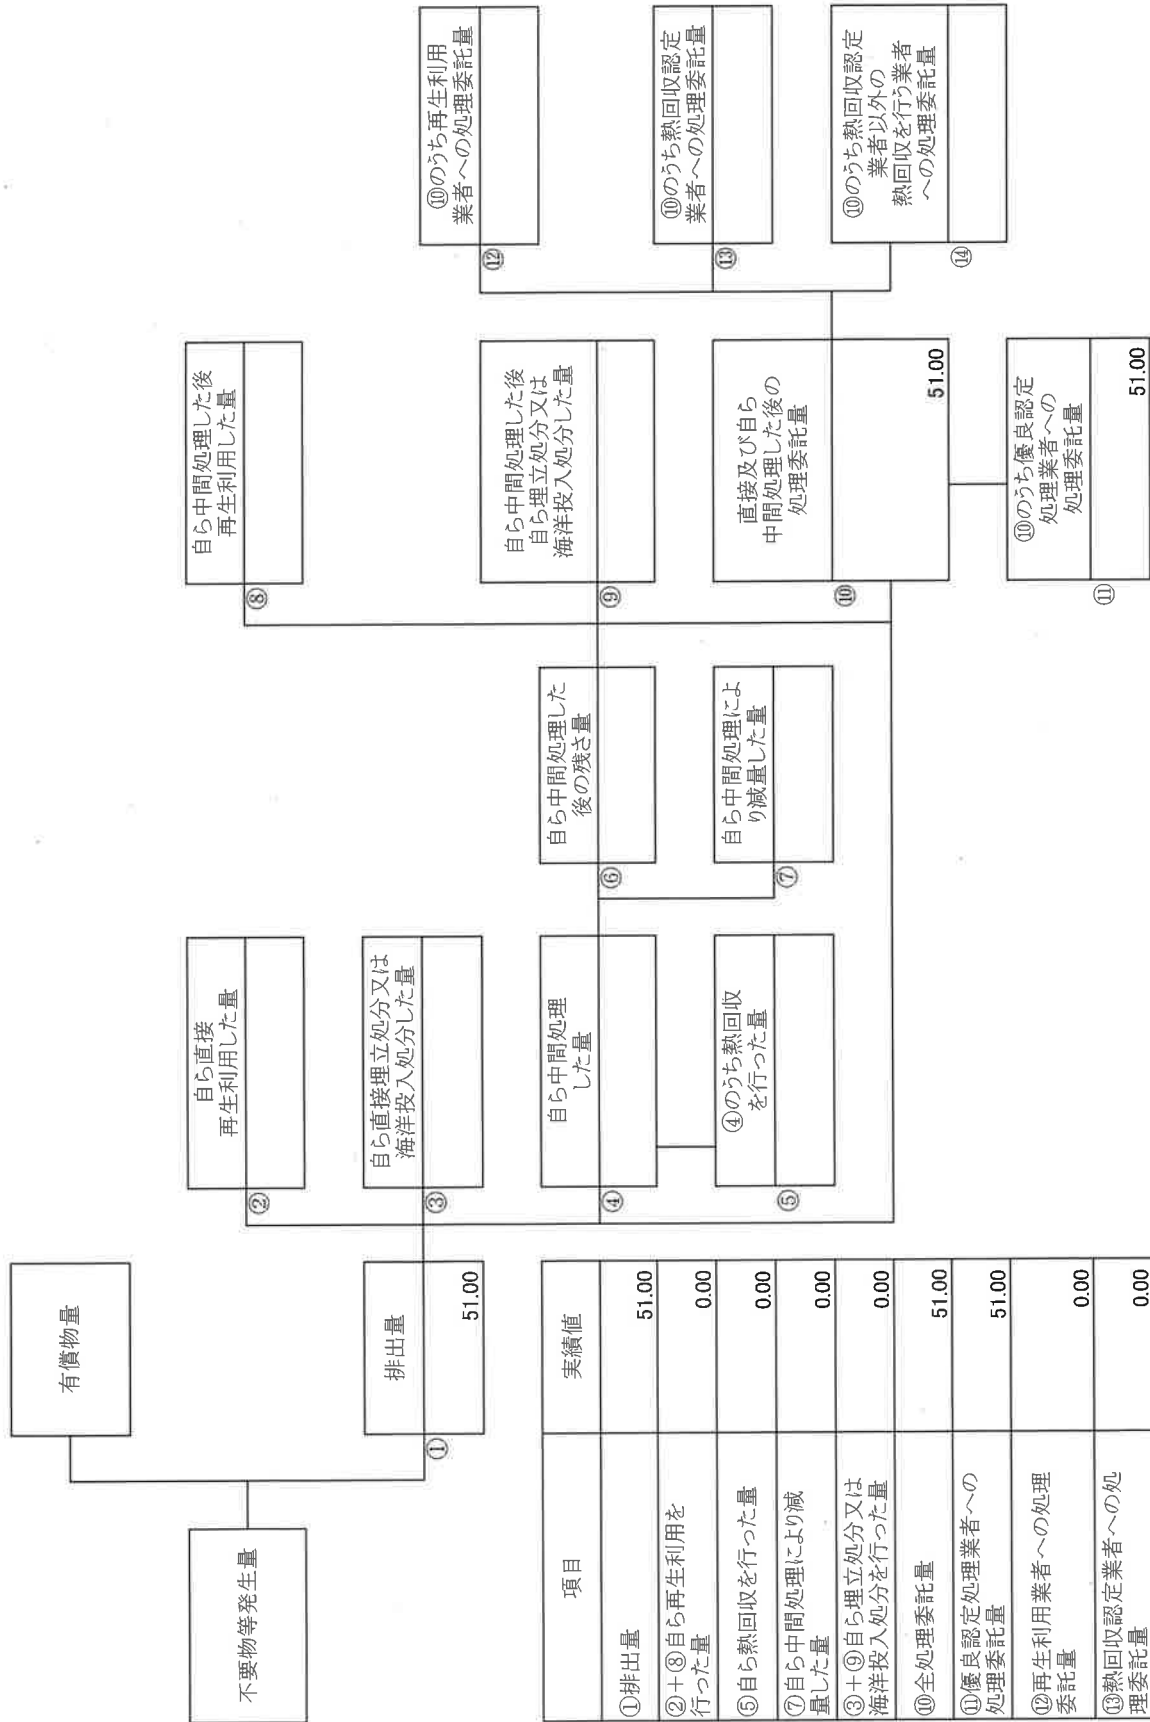 不要物等発生量
有償物量
①
排出量
51.00
②
自ら直接
再生利用した量
③
自ら直接埋立処分又は
海洋投入処分した量
④
自ら中間処理
した量
⑤
④のうち熱回収
を行った量
⑥
自ら中間処理した
後の残さ量
⑦
自ら中間処理によ
り減量した量
⑧
自ら中間処理した後
再生利用した量
⑨
自ら中間処理した後
自ら埋立処分又は
海洋投入処分した量
⑩
直接及び自ら
中間処理した後の
処理委託量
51.00
⑪
⑩のうち優良認定
処理業者への
処理委託量
51.00
⑫
⑩のうち再生利用
業者への処理委託量
⑬
⑩のうち熱回収認定
業者への処理委託量
⑭
⑩のうち熱回収認定
業者以外の
熱回収を行う業者
への処理委託量
項目 実績値
①排出量 51.00
②+⑧自ら再生利用を
行った量 0.00
⑤自ら熱回収を行った量 0.00
⑦自ら中間処理により減
量した量 0.00
③+⑨自ら埋立処分又は
海洋投入処分を行った量 0.00
⑩全処理委託量 51.00
⑪優良認定処理業者への
処理委託量 51.00
⑫再生利用業者への処理
委託量 0.00
⑬熱回収認定業者への処
理委託量 0.00